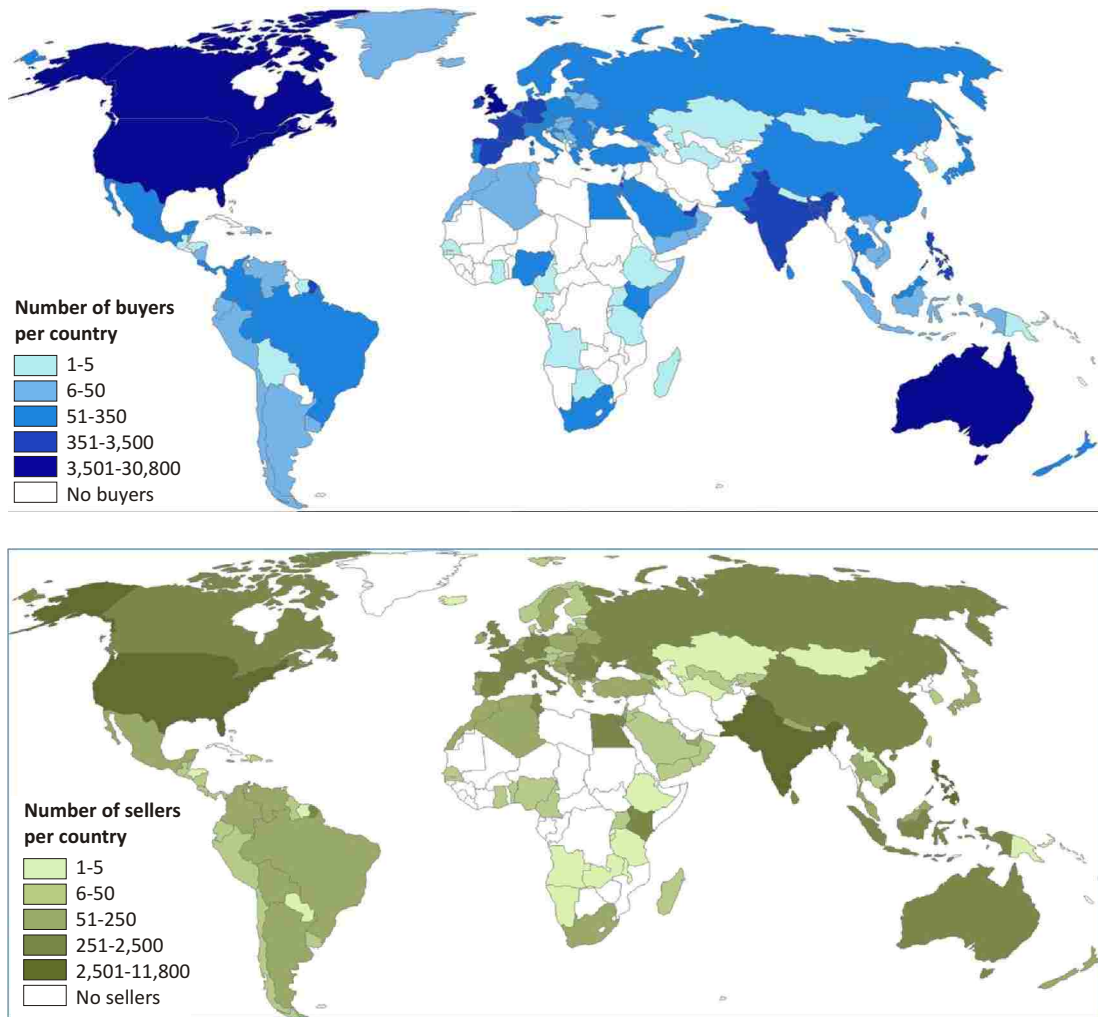 Number of buyers
per country
1-5
6-50
51-350
351-3,500
3,501-30,800
No buyers
Number of sellers
per country
1-5
6-50
51-250
251-2,500
2,501-11,800
No sellers